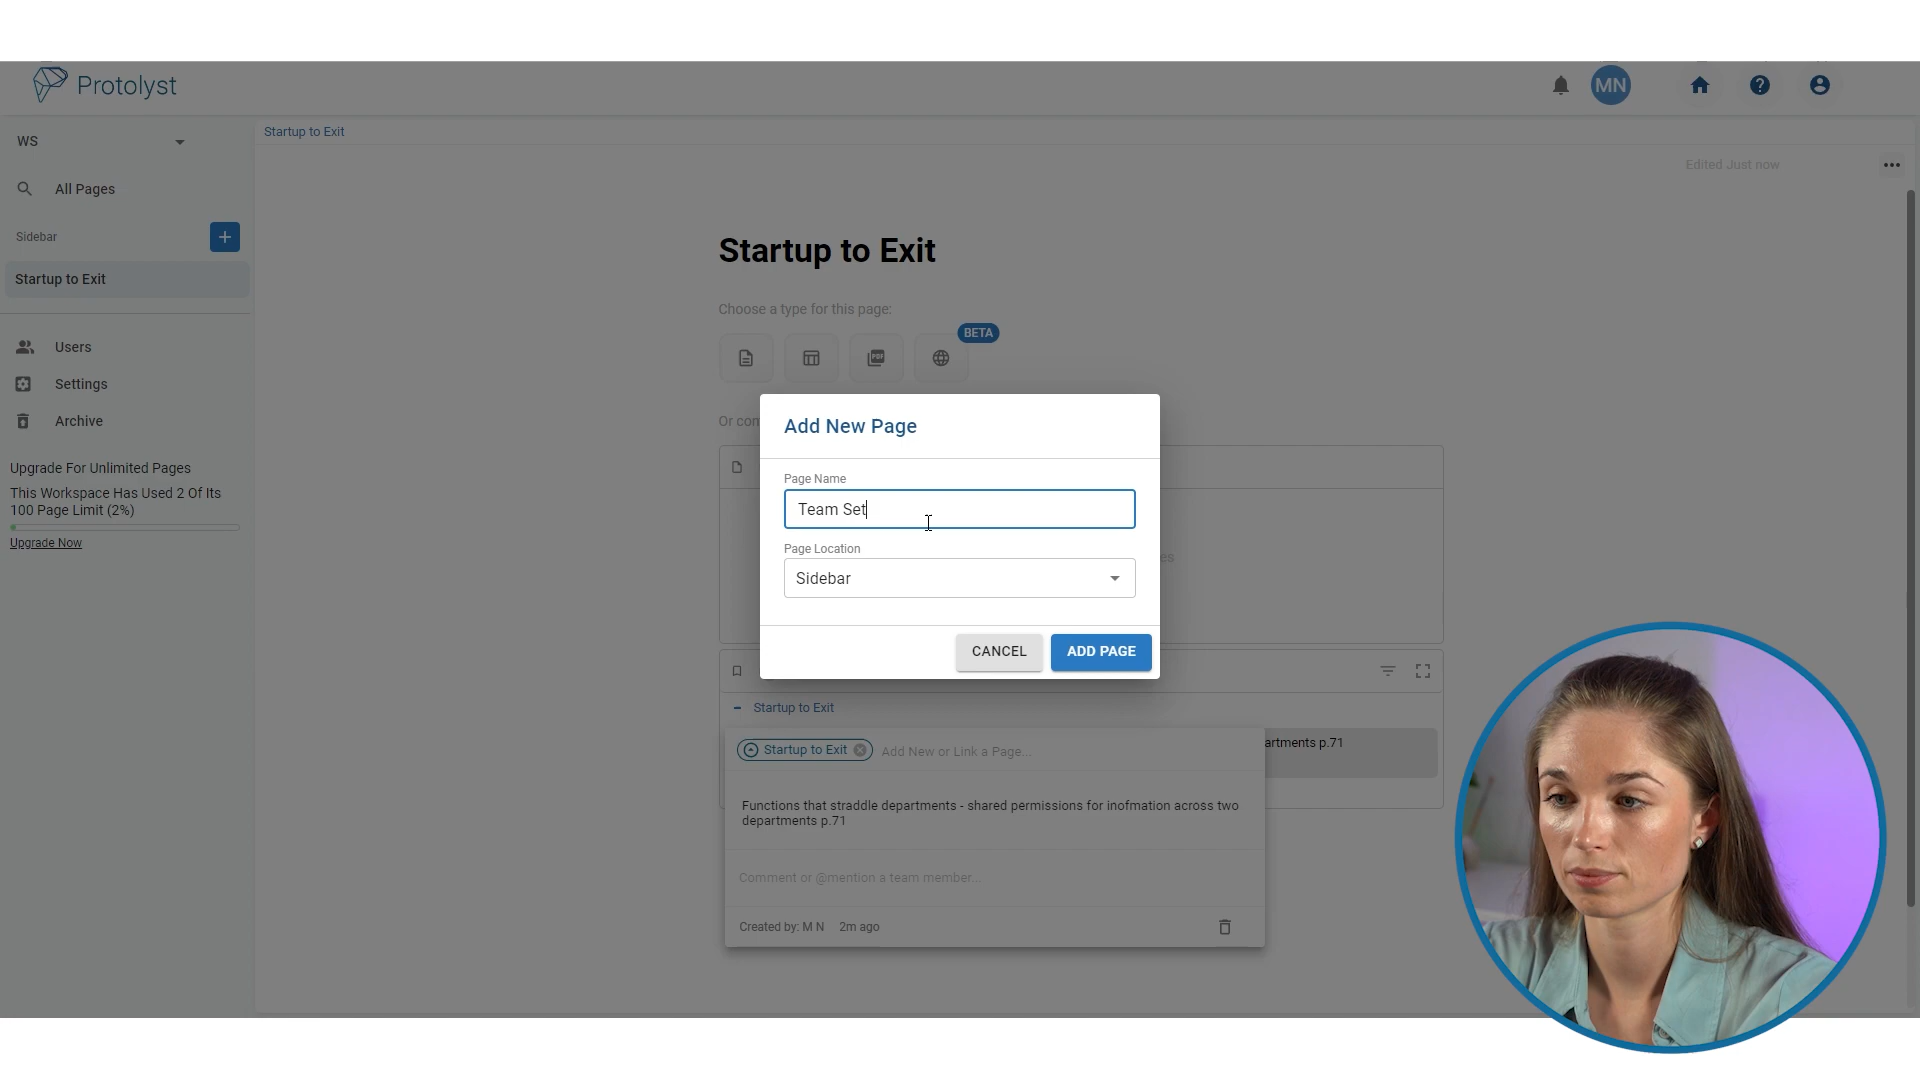 Protolyst
MN
WS
Startup to Exit
All Pages
Edited Just now
Sidebar
Startup to Exit
Startup to Exit
Choose a type for this page:
BETA
PDF
Users
Settings
Archive
Or con
Upgrade For Unlimited Pages
This Workspace Has Used 2 Of Its
100 Page Limit (2%)
Upgrade Now
Add New Page
Page Name
Team Set
Page Location
Sidebar
es
CANCEL
ADD PAGE
Startup to Exit
artments p.71
Startup to Exit
Add New or Link a Page...
Functions that straddle departments - shared permissions for inofmation across two
departments p.71
Comment or @mention a team member...
Created by: M N 2m ago